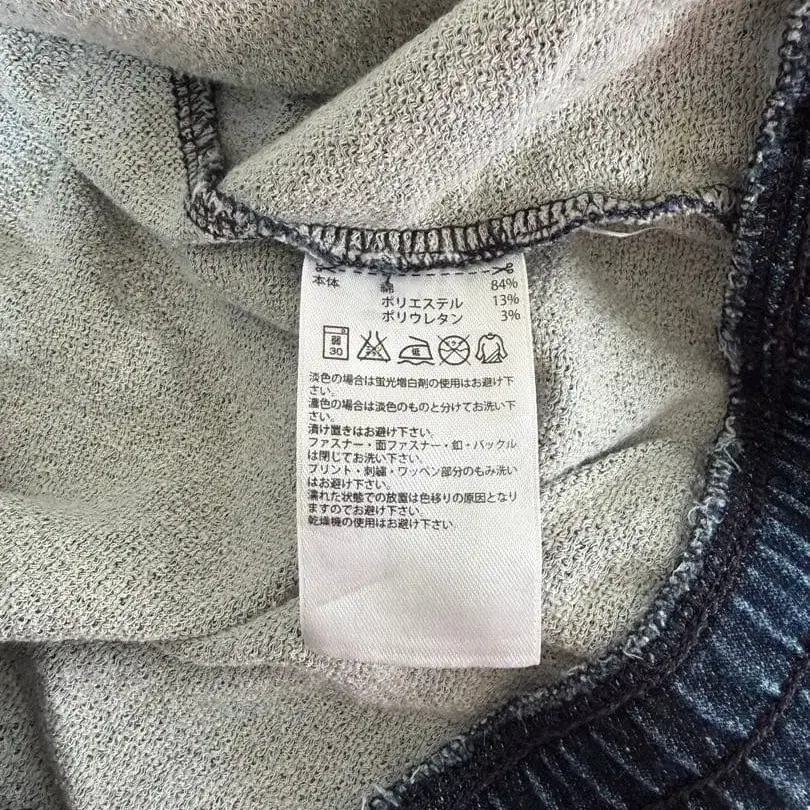 本体 綿 84%
ポリエステル 13%
ポリウレタン 3%
弱 30 低
淡色の場合は蛍光増白剤の使用はお避け下
さい。
濃色の場合は淡色のものと分けてお洗い下
さい。
漬け置きはお避け下さい。
ファスナー・面ファスナー・釦・バックル
は閉じてお洗い下さい。
プリント・刺繍・ワッペン部分のもみ洗い
はお避け下さい。
濡れた状態での放置は色移りの原因となり
ますのでお避け下さい。
乾燥機の使用はお避け下さい。